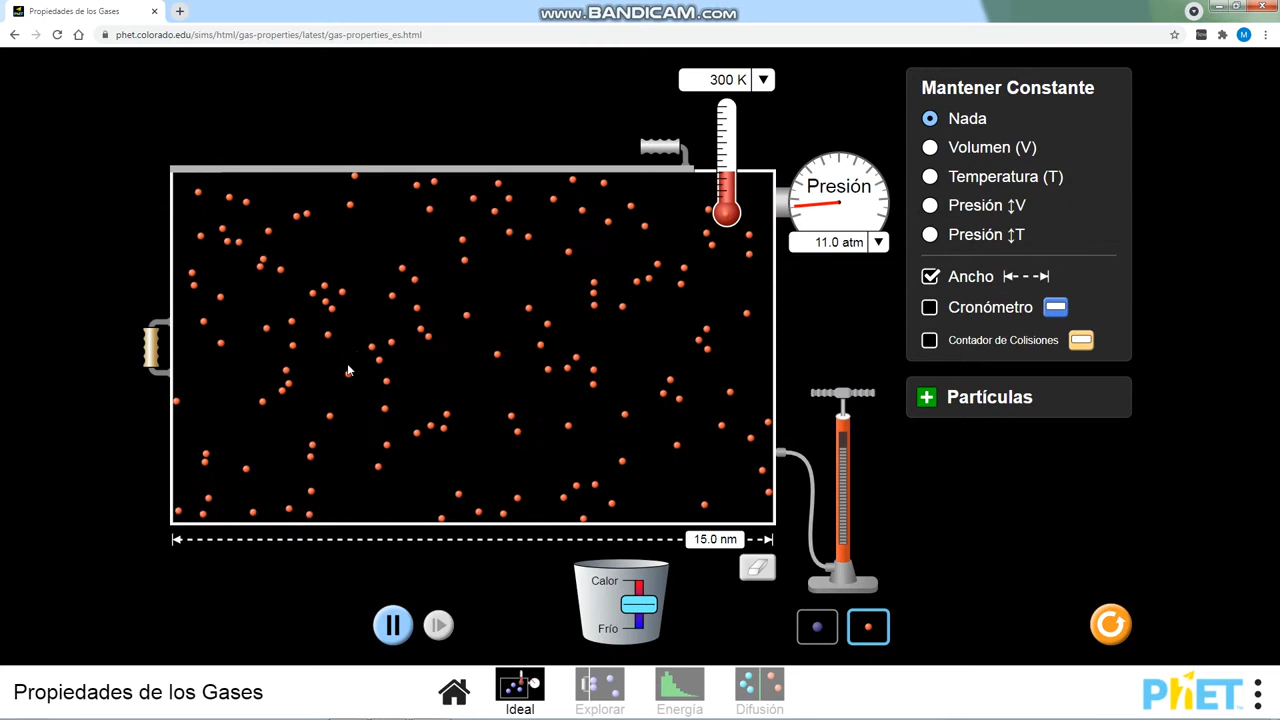 Propiedades de los Gases
www.BANDICAM.com
phet.colorado.edu/sims/html/gas-properties/latest/gas-properties_es.html
M
300 K
Presión
11.0 atm
Mantener Constante
Nada
Volumen (V)
Temperatura (T)
Presión ↕V
Presión ↕T
Ancho
Cronómetro
Contador de Colisiones
Partículas
15.0 nm
Calor
Frío
Propiedades de los Gases
Ideal
Explorar
Energía
Difusión
PhET